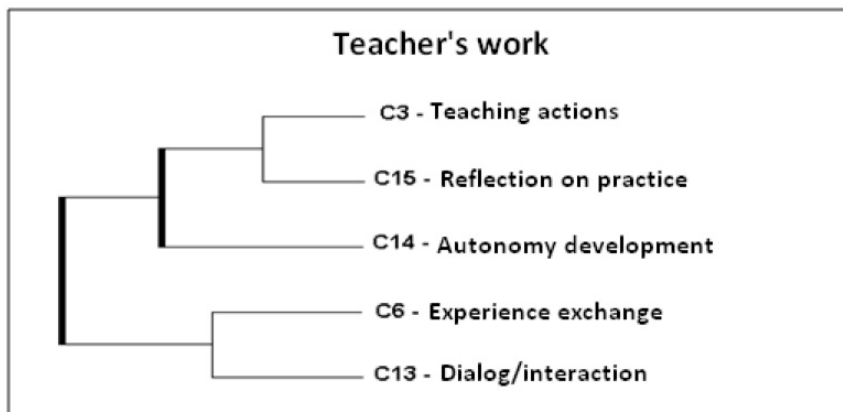 Teacher's work
C3 - Teaching actions
C15 - Reflection on practice
C14 - Autonomy development
C6 - Experience exchange
C13 - Dialog/interaction